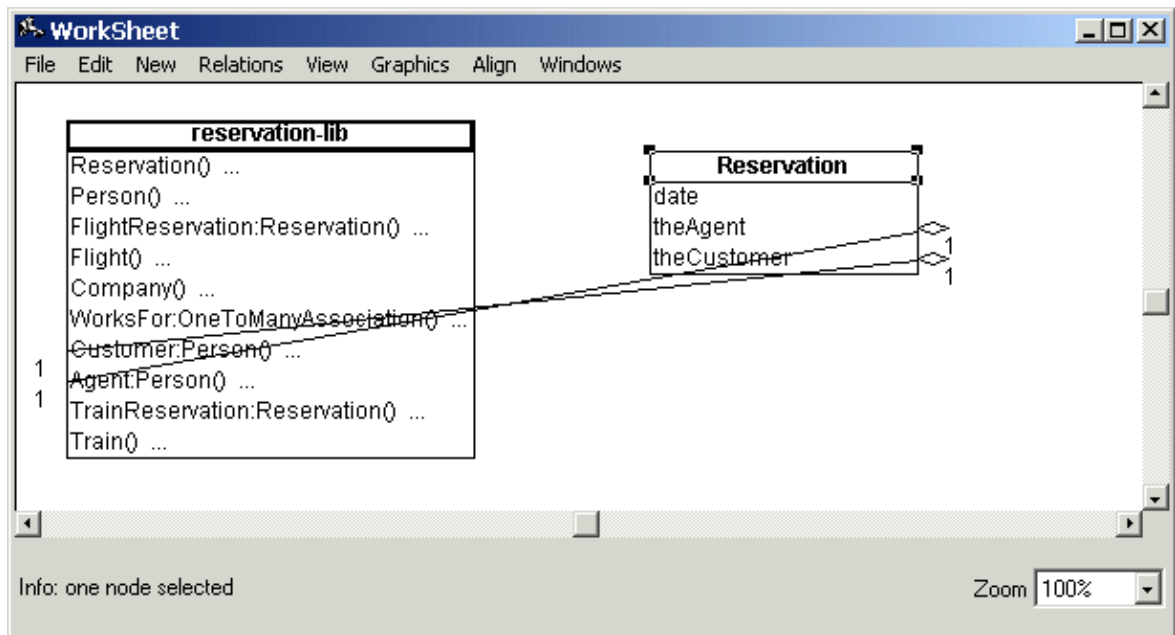 WorkSheet
File Edit New Relations View Graphics Align Windows
reservation-lib
Reservation() ...
Person() ...
FlightReservation:Reservation() ...
Flight() ...
Company() ...
WorksFor:OneToManyAssociation() ...
Customer:Person() ...
Agent:Person() ...
TrainReservation:Reservation() ...
Train() ...
1
1
Reservation
date
theAgent
theCustomer
1
1
Info: one node selected
Zoom 100%